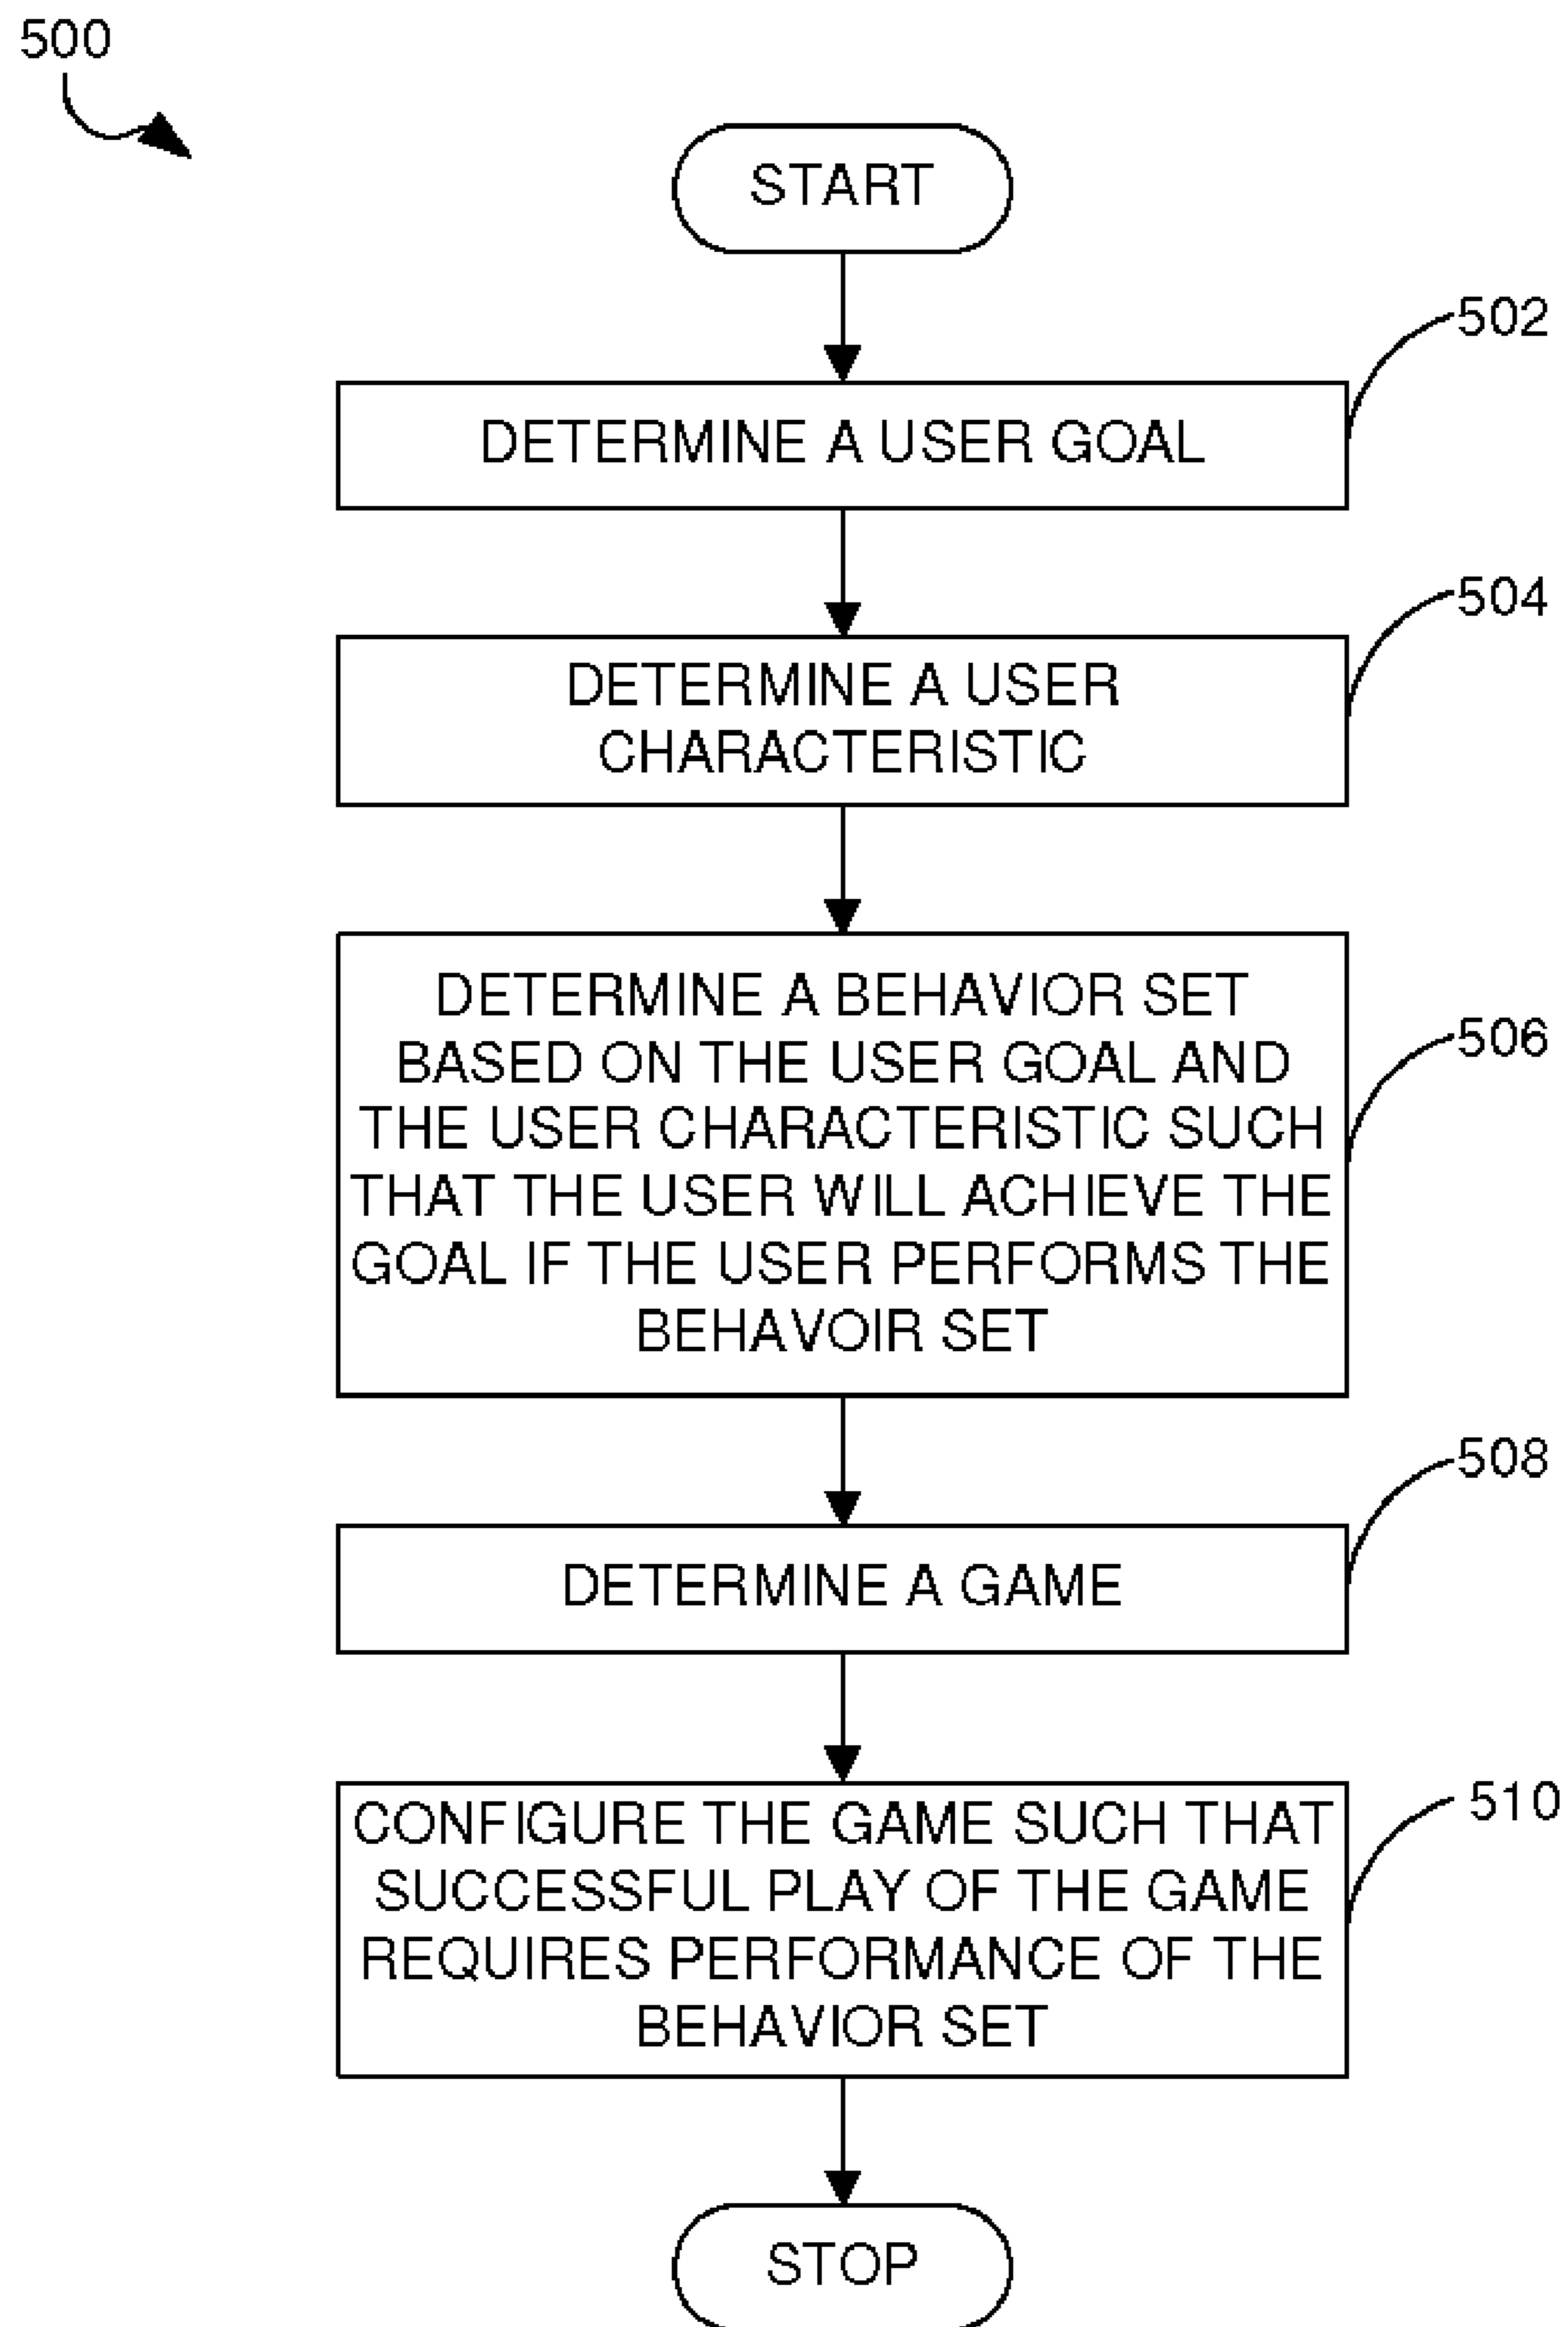 500
START
502
DETERMINE A USER GOAL
504
DETERMINE A USER
CHARACTERISTIC
DETERMINE A BEHAVIOR SET
BASED ON THE USER GOAL AND
506
THE USER CHARACTERISTIC SUCH
THAT THE USER WILL ACHIEVE THE
GOAL IF THE USER PERFORMS THE
BEHAVOIR SET
508
DETERMINE A GAME
510
CONFIGURE THE GAME SUCH THAT
SUCCESSFUL PLAY OF THE GAME
REQUIRES PERFORMANCE OF THE
BEHAVIOR SET
STOP